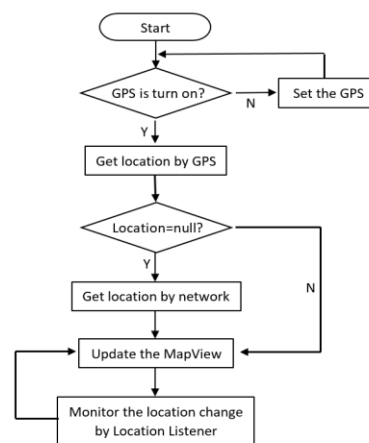 Start
GPS is turn on?
N
Set the GPS
Y
Get location by GPS
Location=null?
Y
N
Get location by network
Update the MapView
Monitor the location change
by Location Listener